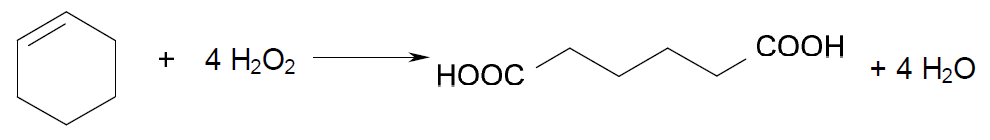 + 4 H₂O₂ HOOC COOH + 4 H₂O